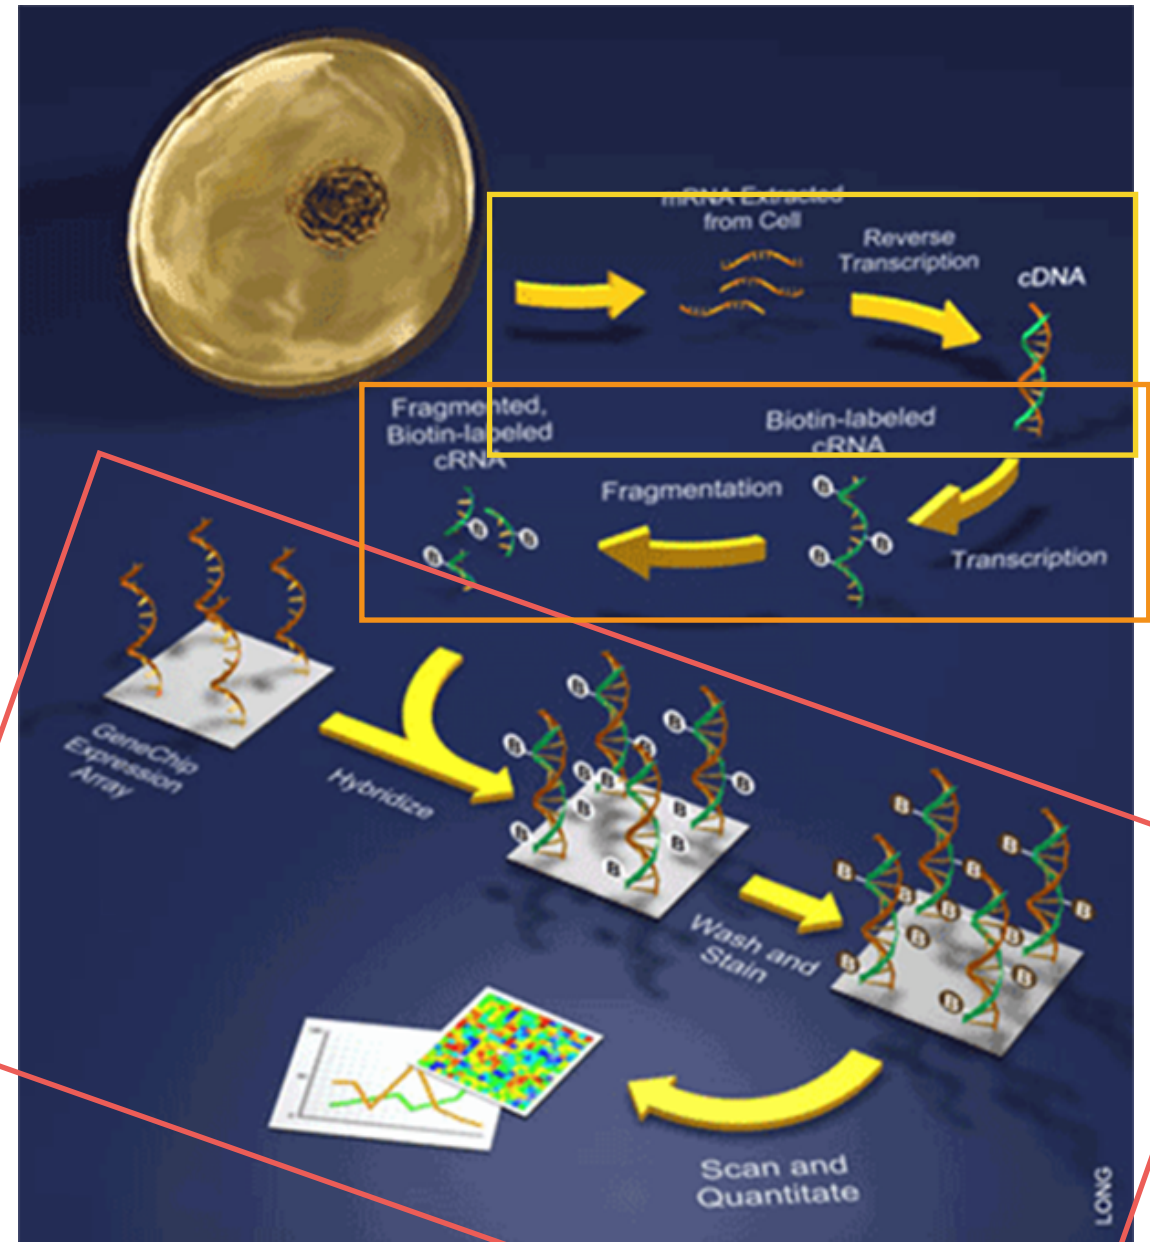 mRNA Extracted
from Cell
Reverse
Transcription
cDNA
Fragmented,
Biotin-labeled
cRNA
Biotin-labeled
cRNA
Fragmentation
Transcription
B
B
B
B
B
B
GeneChip
Expression
Array
Hybridize
B
B
B
B
B
B
B
B
B
B
B
Wash and
Stain
B
B
B
B
B
B
B
B
B
B
B
Scan and
Quantitate
LONG